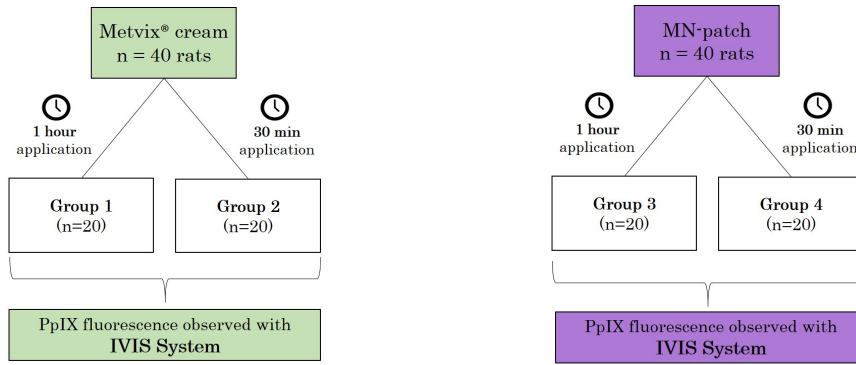 Metvix® cream
n = 40 rats
1 hour
application
30 min
application
Group 1
(n=20)
Group 2
(n=20)
PpIX fluorescence observed with
IVIS System
MN-patch
n = 40 rats
1 hour
application
30 min
application
Group 3
(n=20)
Group 4
(n=20)
PpIX fluorescence observed with
IVIS System